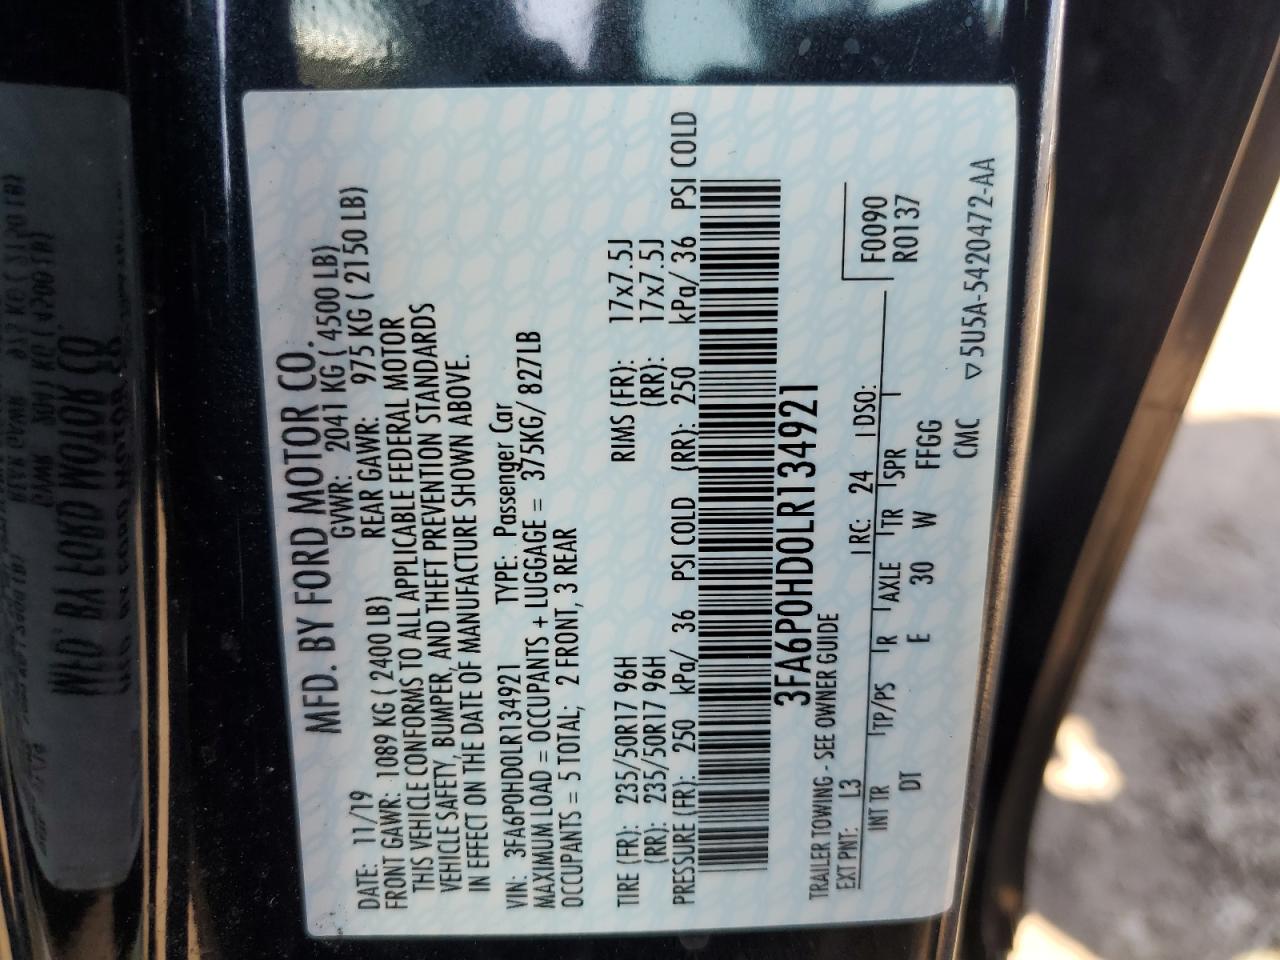 MFD. BY FORD MOTOR CO.
DATE: 11/19 GVWR: 2041 KG ( 4500 LB)
FRONT GAWR: 1089 KG ( 2400 LB) REAR GAWR: 975 KG ( 2150 LB)
THIS VEHICLE CONFORMS TO ALL APPLICABLE FEDERAL MOTOR
VEHICLE SAFETY, BUMPER, AND THEFT PREVENTION STANDARDS
IN EFFECT ON THE DATE OF MANUFACTURE SHOWN ABOVE.
VIN: 3FA6P0HD0LR134921 TYPE: Passenger Car
MAXIMUM LOAD = OCCUPANTS + LUGGAGE = 375KG/ 827LB
OCCUPANTS = 5 TOTAL; 2 FRONT, 3 REAR
TIRE (FR): 235/50R17 96H RIMS (FR): 17x7.5J
(RR): 235/50R17 96H (RR): 17x7.5J
PRESSURE (FR): 250 kPa/ 36 PSI COLD (RR): 250 kPa/ 36 PSI COLD
3FA6P0HD0LR134921
TRAILER TOWING - SEE OWNER GUIDE
EXT PNT: L3 RC: 24 DSO: F0090
INT TR TP/PS R AXLE TR SPR R0137
DT E 30 W FFGG
CMC ▽5U5A-5420472-AA